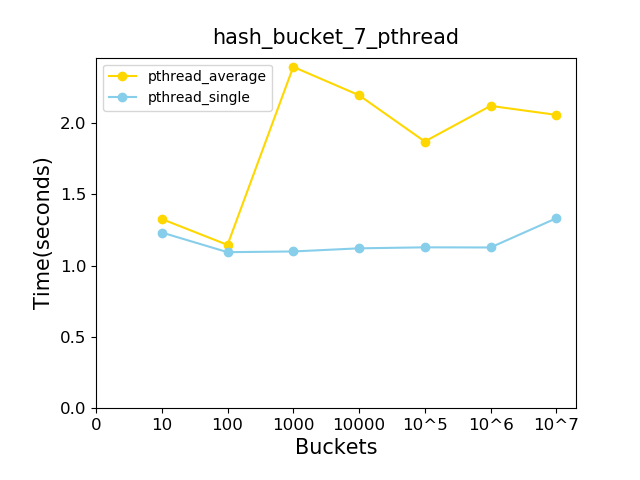 hash_bucket_7_pthread
pthread_average
pthread_single
Time(seconds)
2.0
1.5
1.0
0.5
0.0
0 10 100 1000 10000 10^5 10^6 10^7
Buckets